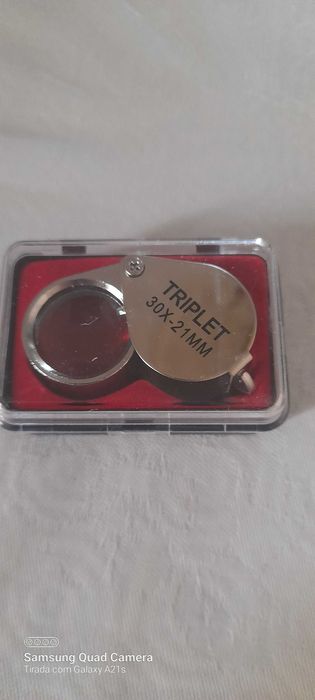 TRIPLET
30X-21MM
Samsung Quad Camera
Tirada com Galaxy A21s